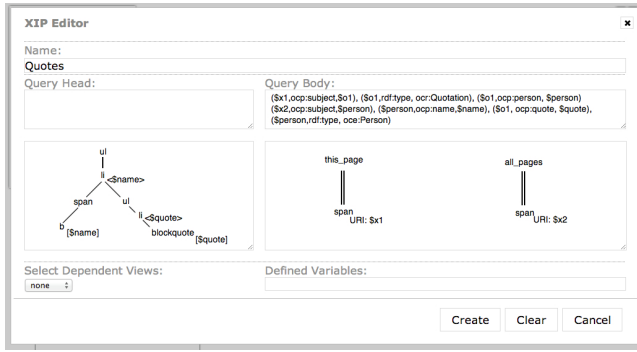 XIP Editor
x
Name:
Quotes
Query Head:
Query Body:
($x1,ocp:subject,$o1), ($o1,rdf:type, ocr:Quotation), ($o1,ocp:person, $person)
($x2,ocp:subject,$person), ($person,ocp:name,$name), ($o1, ocp:quote, $quote),
($person,rdf:type, oce:Person)
ul
li <$name>
span ul
b [$name]
li <$quote>
blockquote [$quote]
this_page
span URI: $x1
all_pages
span URI: $x2
Select Dependent Views:
none
Defined Variables:
Create Clear Cancel